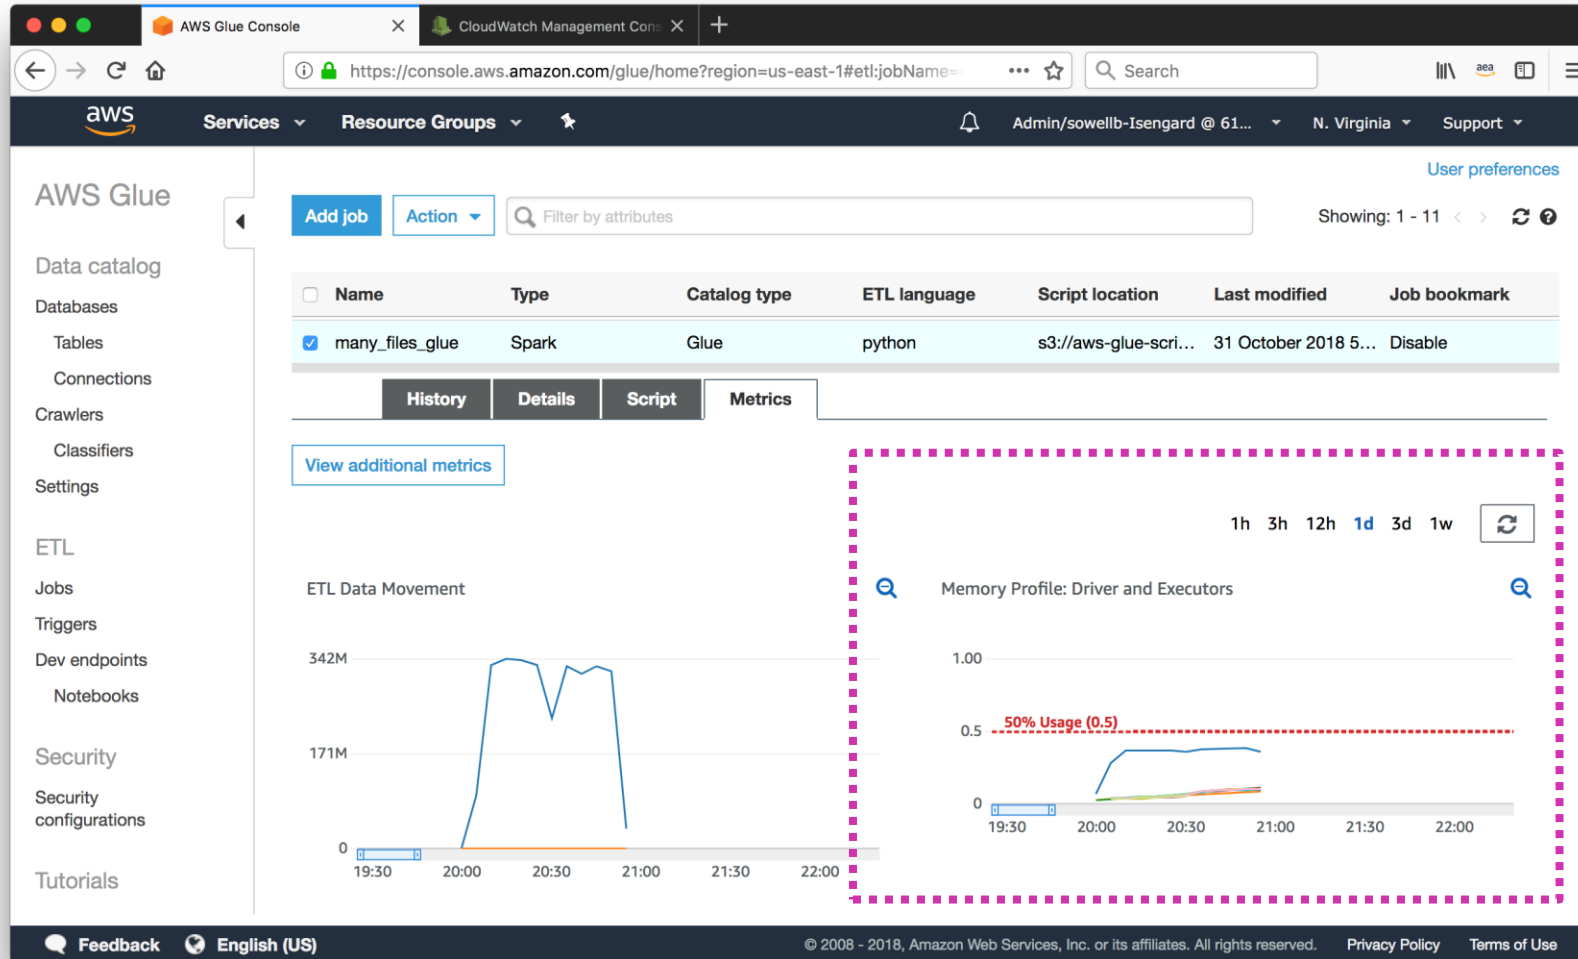 AWS Glue Console
CloudWatch Management Cons
https://console.aws.amazon.com/glue/home?region=us-east-1#etl:jobName=
Search
aea
aws
Services
Resource Groups
Admin/sowellb-Isengard @ 61...
N. Virginia
Support
User preferences
AWS Glue
Add job
Action
Filter by attributes
Showing: 1 - 11
Data catalog
Databases
Tables
Connections
Crawlers
Classifiers
Settings
ETL
Jobs
Triggers
Dev endpoints
Notebooks
Security
Security
configurations
Tutorials
Name Type Catalog type ETL language Script location Last modified Job bookmark
many_files_glue Spark Glue python s3://aws-glue-scri... 31 October 2018 5... Disable
History Details Script Metrics
View additional metrics
1h 3h 12h 1d 3d 1w
ETL Data Movement
342M
171M
0
19:30 20:00 20:30 21:00 21:30 22:00
Memory Profile: Driver and Executors
1.00
50% Usage (0.5)
0.5
0
19:30 20:00 20:30 21:00 21:30 22:00
Feedback
English (US)
© 2008 - 2018, Amazon Web Services, Inc. or its affiliates. All rights reserved.
Privacy Policy
Terms of Use